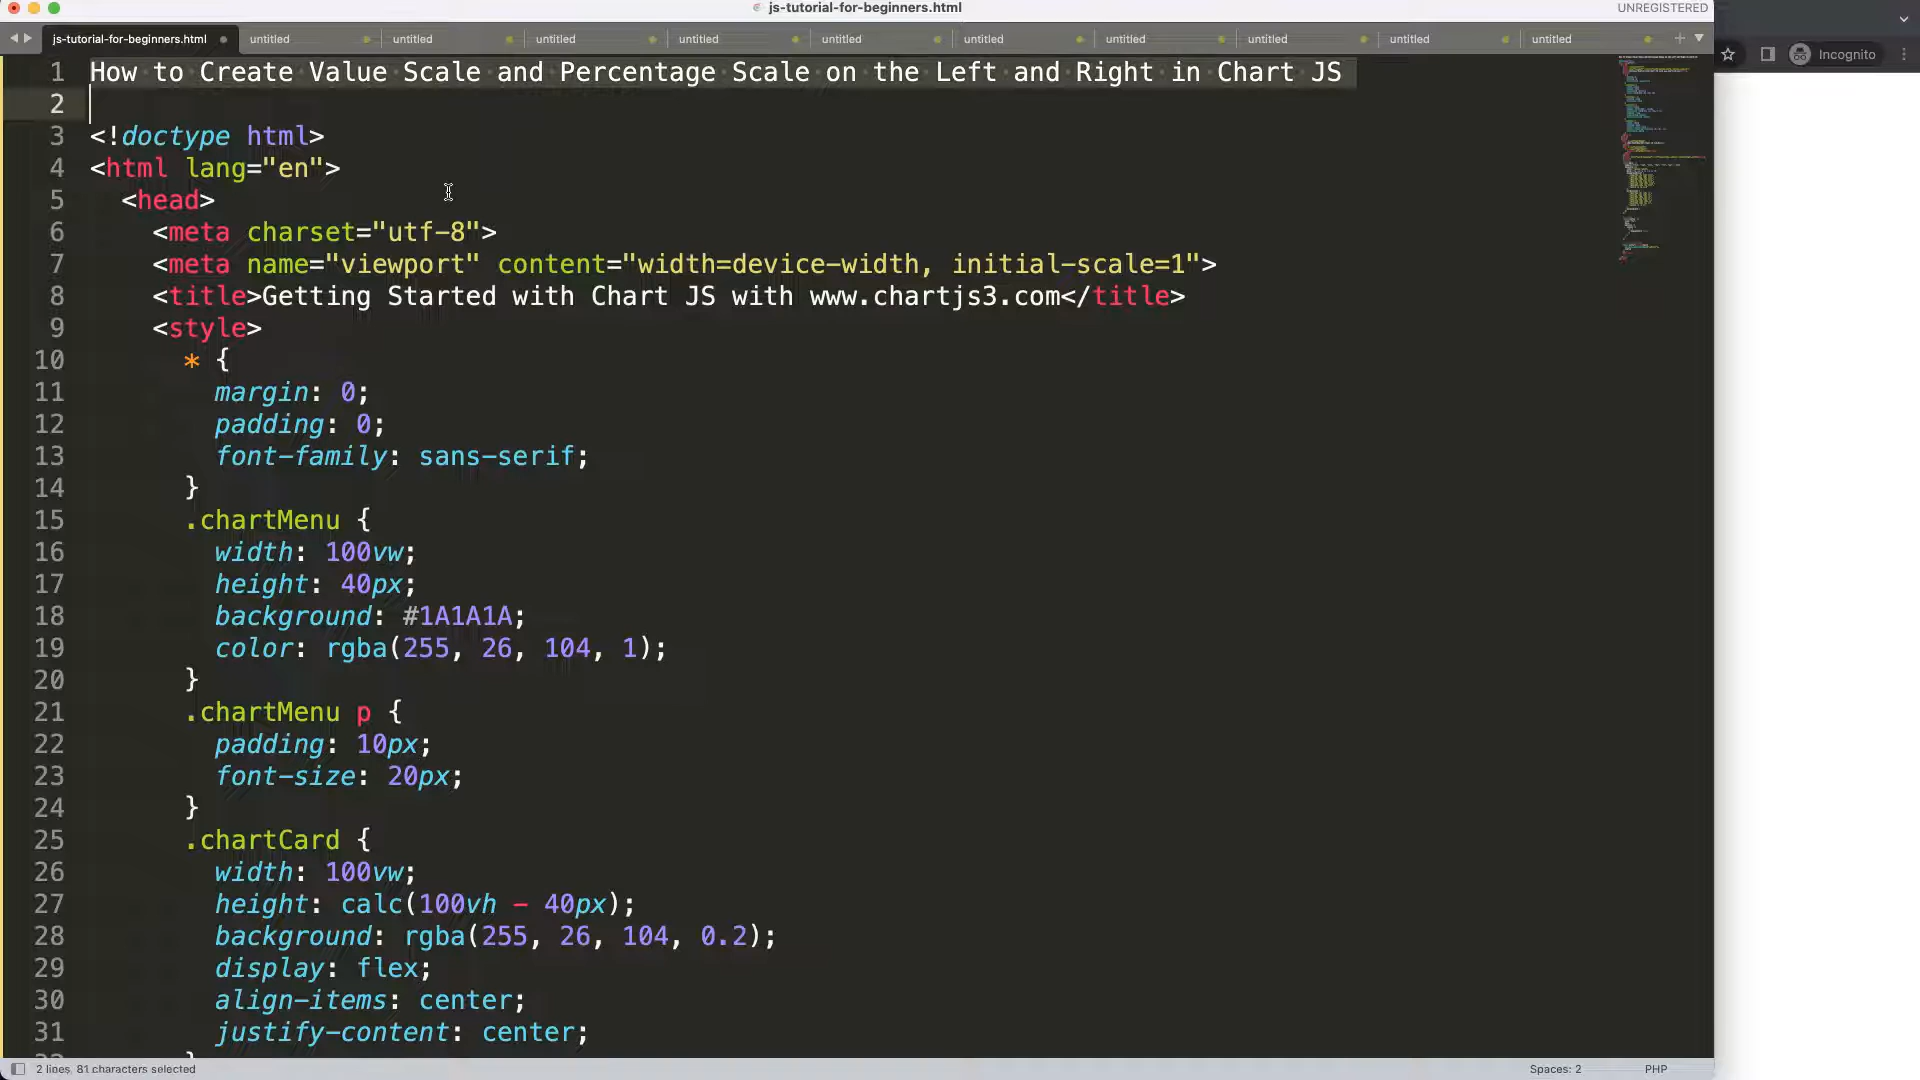 js-tutorial-for-beginners.html
UNREGISTERED
js-tutorial-for-beginners.html untitled untitled untitled untitled untitled untitled untitled untitled untitled untitled
Incognito
1 How to Create Value Scale and Percentage Scale on the Left and Right in Chart JS
2
3 <!doctype html>
4 <html lang="en">
5 <head>
6 <meta charset="utf-8">
7 <meta name="viewport" content="width=device-width, initial-scale=1">
8 <title>Getting Started with Chart JS with www.chartjs3.com</title>
9 <style>
10 * {
11 margin: 0;
12 padding: 0;
13 font-family: sans-serif;
14 }
15 .chartMenu {
16 width: 100vw;
17 height: 40px;
18 background: #1A1A1A;
19 color: rgba(255, 26, 104, 1);
20 }
21 .chartMenu p {
22 padding: 10px;
23 font-size: 20px;
24 }
25 .chartCard {
26 width: 100vw;
27 height: calc(100vh - 40px);
28 background: rgba(255, 26, 104, 0.2);
29 display: flex;
30 align-items: center;
31 justify-content: center;
2 lines, 81 characters selected
Spaces: 2
PHP